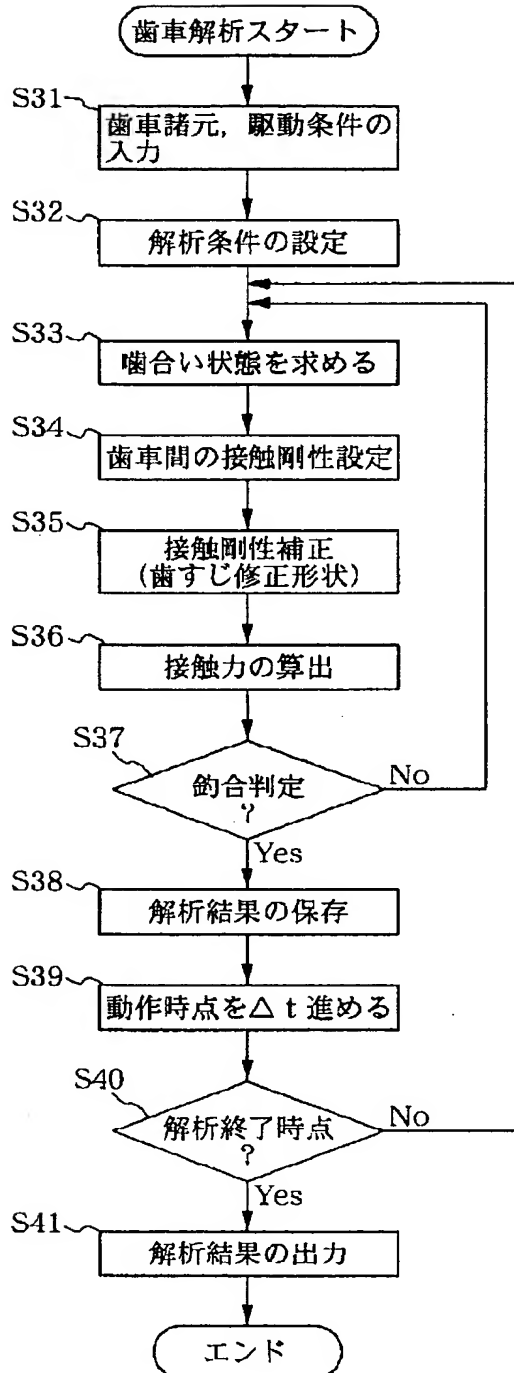 歯車解析スタート
S31
歯車諸元，駆動条件の
入力
S32
解析条件の設定
S33
噛合い状態を求める
S34
歯車間の接触剛性設定
S35
接触剛性補正
(歯すじ修正形状)
S36
接触力の算出
S37
釣合判定
?
No
Yes
S38
解析結果の保存
S39
動作時点を△t進める
S40
解析終了時点
?
No
Yes
S41
解析結果の出力
エンド